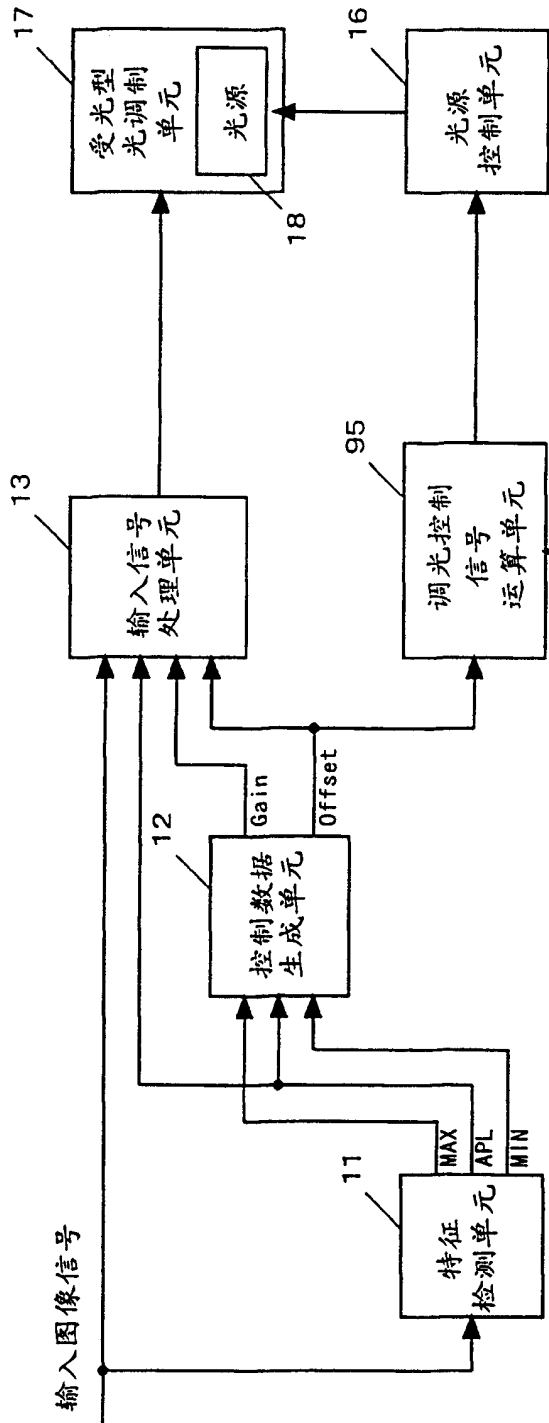 输入图像信号
11
特征
检测单元
MAX
APL
MIN
12
控制数据
生成单元
Gain
Offset
13
输入信号
处理单元
95
调光控制
信号
运算单元
17
受光型
光调制
单元
光源
18
16
光源
控制单元